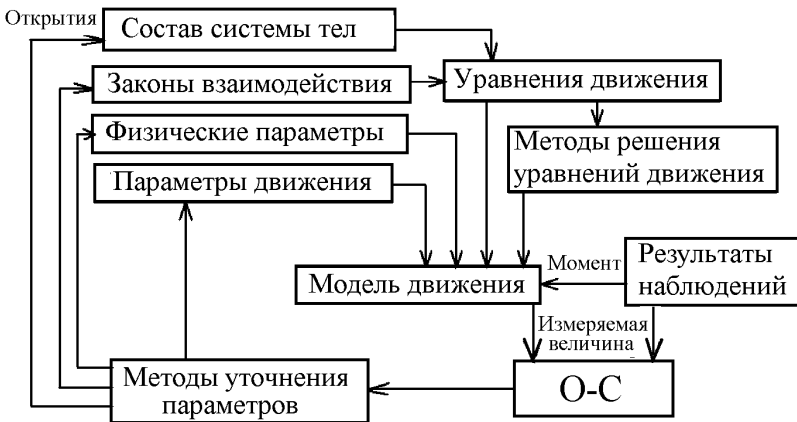 Открытия
Состав системы тел
Законы взаимодействия
Уравнения движения
Физические параметры
Методы решения
уравнений движения
Параметры движения
Момент
Результаты
наблюдений
Модель движения
Измеряемая
величина
Методы уточнения
параметров
О-С